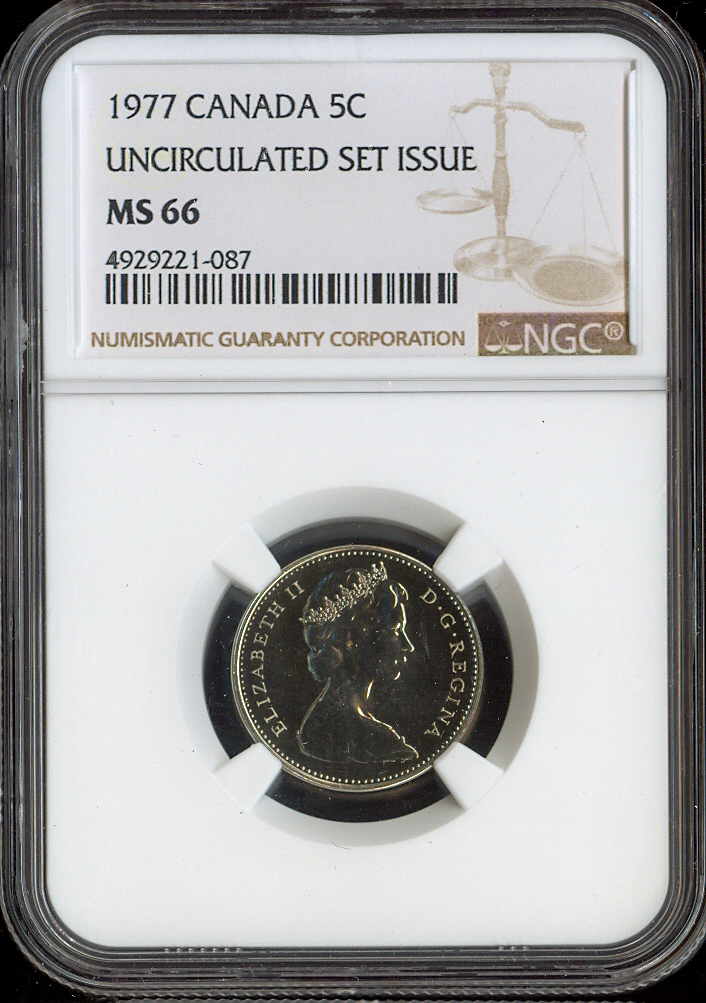 1977 CANADA 5C
UNCIRCULATED SET ISSUE
MS 66
4929221-087
NUMISMATIC GUARANTY CORPORATION
NGC®
ELIZABETH II D·G·REGINA